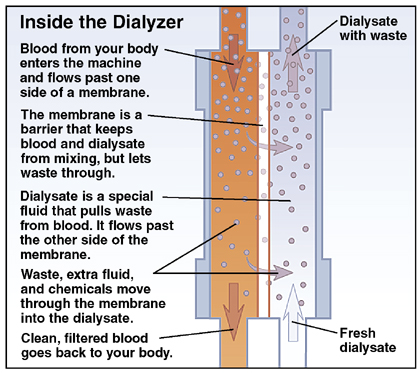 Inside the Dialyzer
Blood from your body
enters the machine
and flows past one
side of a membrane.
The membrane is a
barrier that keeps
blood and dialysate
from mixing, but lets
waste through.
Dialysate is a special
fluid that pulls waste
from blood. It flows past
the other side of the
membrane.
Waste, extra fluid,
and chemicals move
through the membrane
into the dialysate.
Clean, filtered blood
goes back to your body.
Dialysate
with waste
Fresh
dialysate